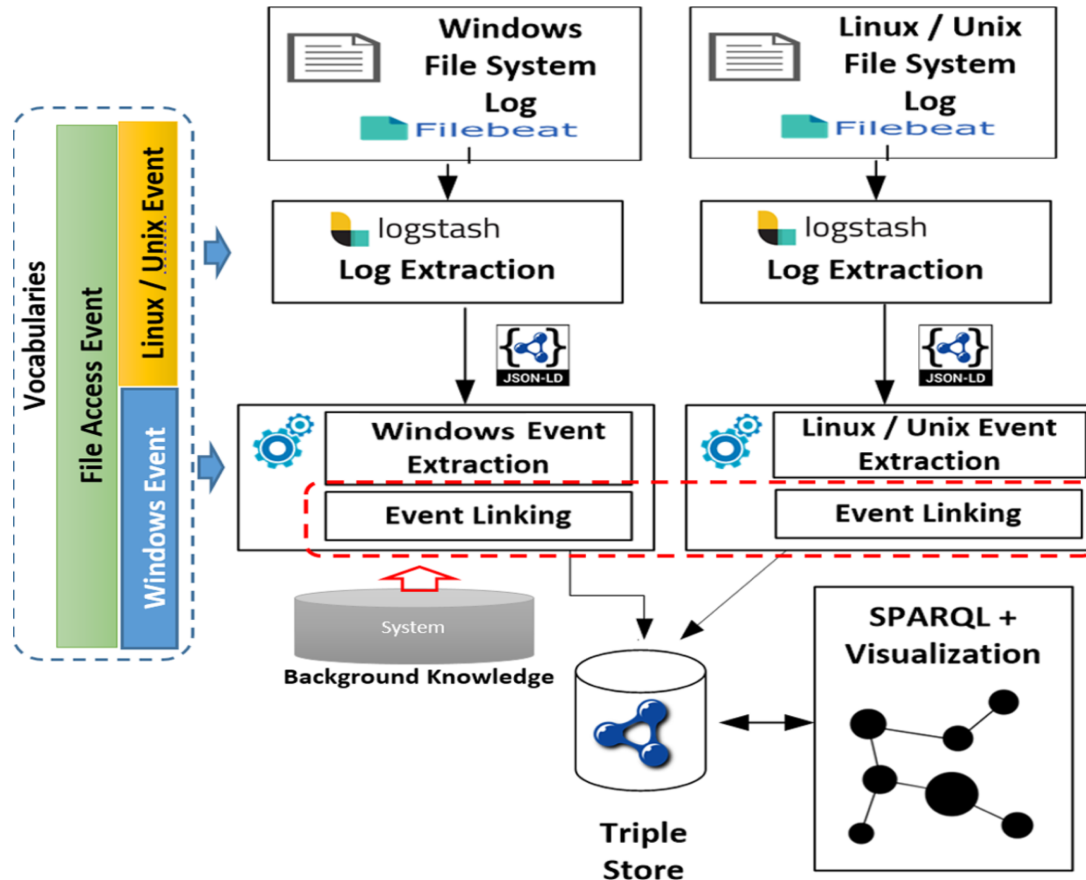 Windows
File System
Log
Filebeat
Linux / Unix
File System
Log
Filebeat
logstash
Log Extraction
logstash
Log Extraction
Vocabularies
File Access Event
Linux / Unix Event
Windows Event
{ }
JSON-LD
{ }
JSON-LD
Windows Event
Extraction
Event Linking
Linux / Unix Event
Extraction
Event Linking
System
Background Knowledge
SPARQL +
Visualization
Triple
Store